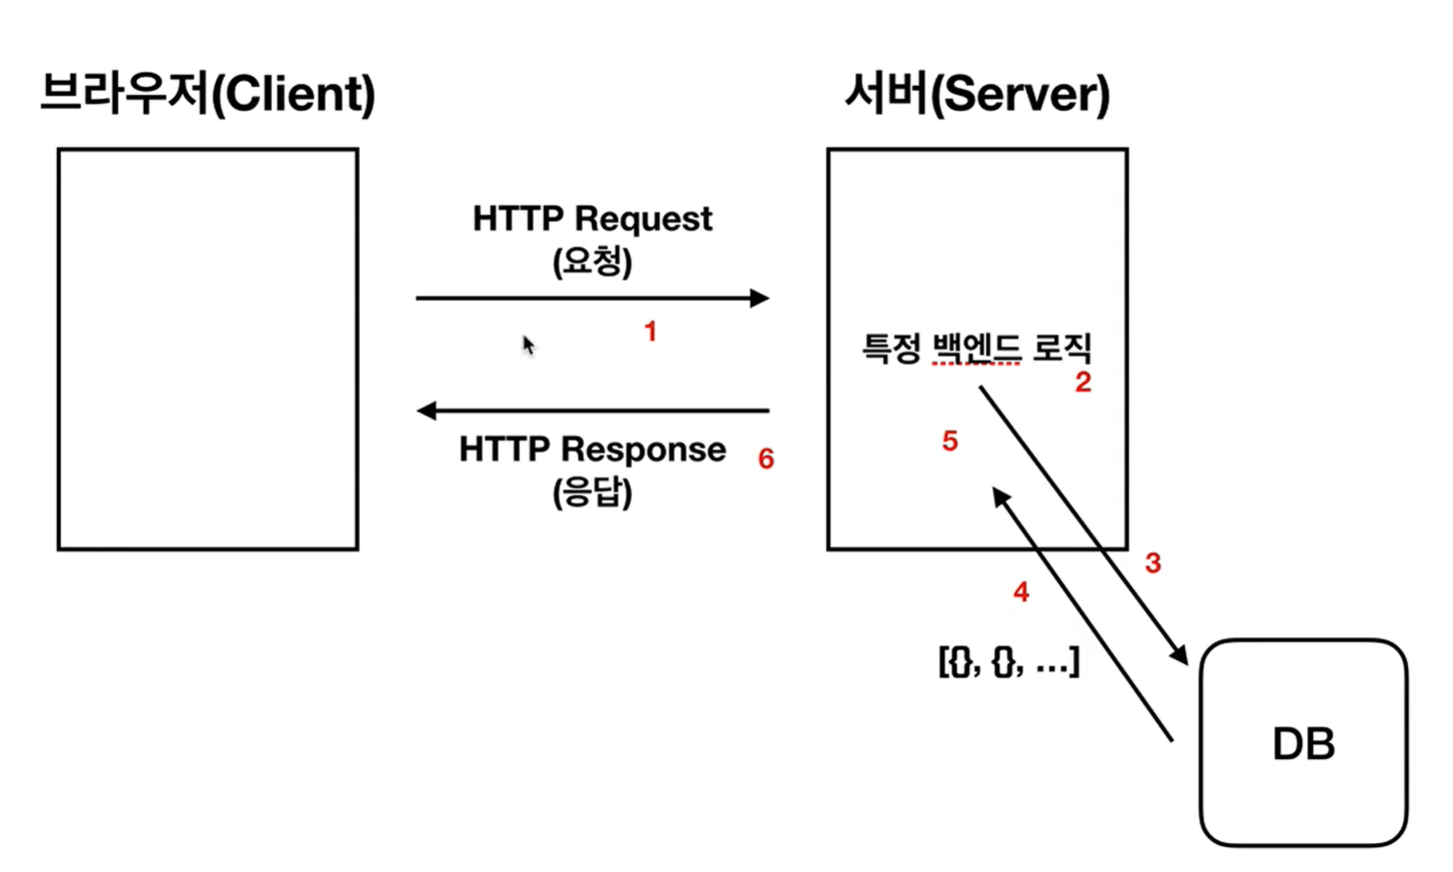 브라우저(Client)
서버(Server)
HTTP Request
(요청)
1
특정 백엔드 로직
2
HTTP Response
(응답)
6
5
3
4
[{}, {}, ...]
DB